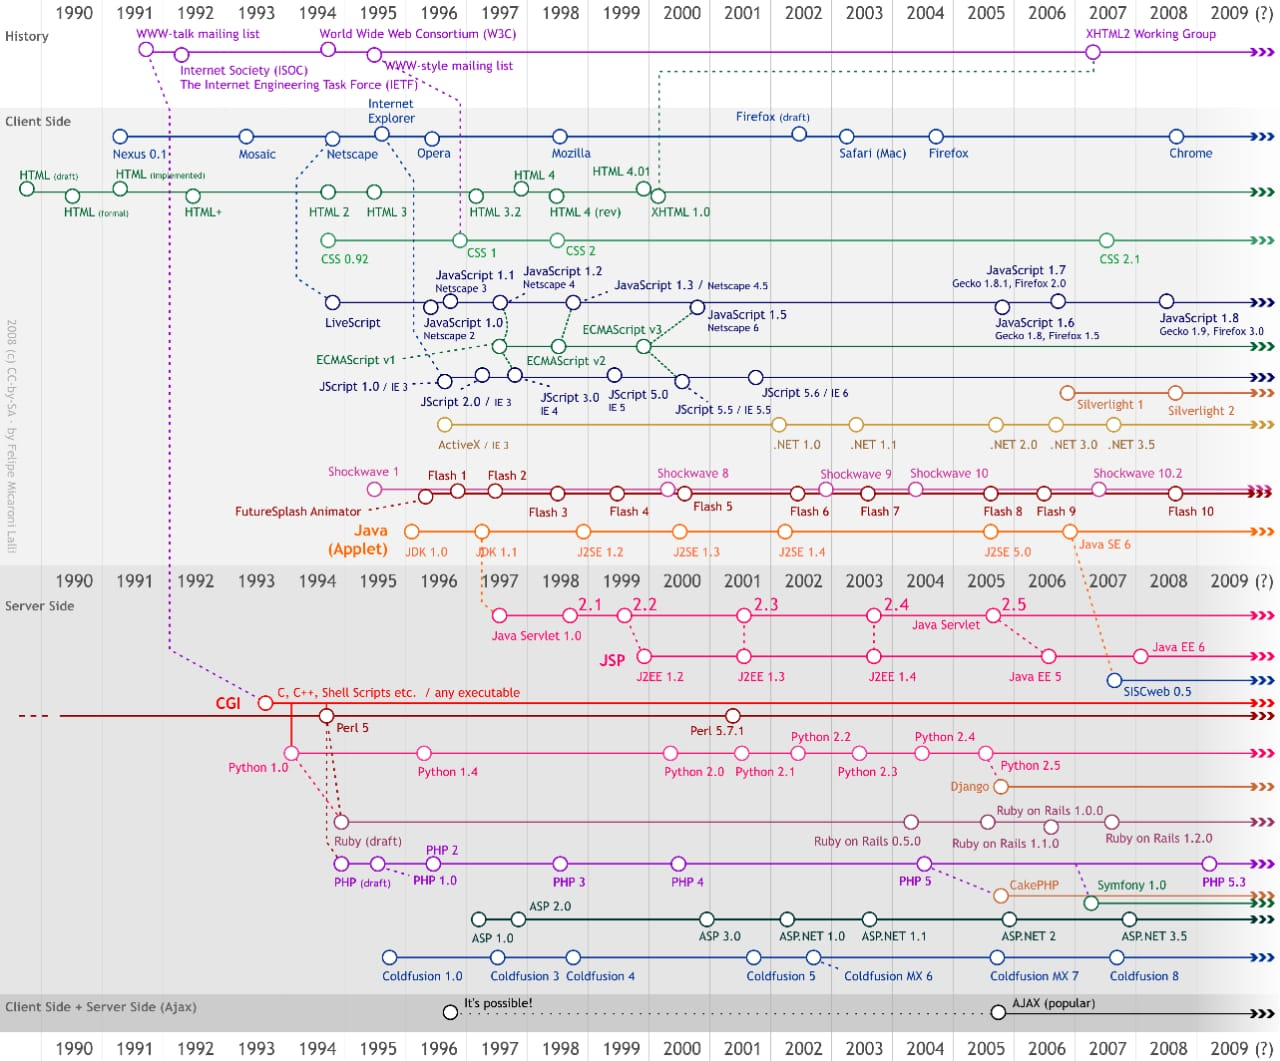 1990 1991 1992 1993 1994 1995 1996 1997 1998 1999 2000 2001 2002 2003 2004 2005 2006 2007 2008 2009 (?)
History
WWW-talk mailing list
World Wide Web Consortium (W3C)
XHTML2 Working Group
WWW-style mailing list
Internet Society (ISOC)
The Internet Engineering Task Force (IETF)
Client Side
Internet
Explorer
Firefox (draft)
Nexus 0.1 Mosaic Netscape Opera Mozilla Safari (Mac) Firefox Chrome
HTML (draft) HTML (implemented) HTML 4 HTML 4.01
HTML (formal) HTML+ HTML 2 HTML 3 HTML 3.2 HTML 4 (rev) XHTML 1.0
CSS 0.92 CSS 1 CSS 2 CSS 2.1
JavaScript 1.1
Netscape 3
JavaScript 1.2
Netscape 4
JavaScript 1.3 / Netscape 4.5
JavaScript 1.7
Gecko 1.8.1, Firefox 2.0
LiveScript
JavaScript 1.0
Netscape 2
JavaScript 1.5
Netscape 6
JavaScript 1.6
Gecko 1.8, Firefox 1.5
JavaScript 1.8
Gecko 1.9, Firefox 3.0
ECMAScript v3
ECMAScript v1
ECMAScript v2
JScript 1.0 / IE 3
JScript 2.0 / IE 3
JScript 3.0
IE 4
JScript 5.0
IE 5
JScript 5.5 / IE 5.5
JScript 5.6 / IE 6
Silverlight 1
Silverlight 2
ActiveX / IE 3 .NET 1.0 .NET 1.1 .NET 2.0 .NET 3.0 .NET 3.5
Shockwave 1 Shockwave 8 Shockwave 9 Shockwave 10 Shockwave 10.2
Flash 1 Flash 2
FutureSplash Animator
Flash 3 Flash 4 Flash 5 Flash 6 Flash 7 Flash 8 Flash 9 Flash 10
Java
(Applet)
JDK 1.0 JDK 1.1 J2SE 1.2 J2SE 1.3 J2SE 1.4 J2SE 5.0 Java SE 6
2008 (c) CC-by-SA - by Felipe Micaroni Lalli
1990 1991 1992 1993 1994 1995 1996 1997 1998 1999 2000 2001 2002 2003 2004 2005 2006 2007 2008 2009 (?)
Server Side
2.1 2.2 2.3 2.4 2.5
Java Servlet 1.0
Java Servlet
JSP
Java EE 6
J2EE 1.2 J2EE 1.3 J2EE 1.4 Java EE 5
SISCweb 0.5
CGI
C, C++, Shell Scripts etc. / any executable
Perl 5
Perl 5.7.1
Python 2.2 Python 2.4
Python 1.0 Python 1.4 Python 2.0 Python 2.1 Python 2.3 Python 2.5
Django
Ruby on Rails 1.0.0
Ruby (draft) Ruby on Rails 0.5.0 Ruby on Rails 1.1.0 Ruby on Rails 1.2.0
PHP 2
PHP (draft) PHP 1.0 PHP 3 PHP 4 PHP 5 PHP 5.3
CakePHP
Symfony 1.0
ASP 2.0
ASP 1.0 ASP 3.0 ASP.NET 1.0 ASP.NET 1.1 ASP.NET 2 ASP.NET 3.5
Coldfusion 1.0 Coldfusion 3 Coldfusion 4 Coldfusion 5 Coldfusion MX 6 Coldfusion MX 7 Coldfusion 8
Client Side + Server Side (Ajax)
It's possible!
AJAX (popular)
1990 1991 1992 1993 1994 1995 1996 1997 1998 1999 2000 2001 2002 2003 2004 2005 2006 2007 2008 2009 (?)